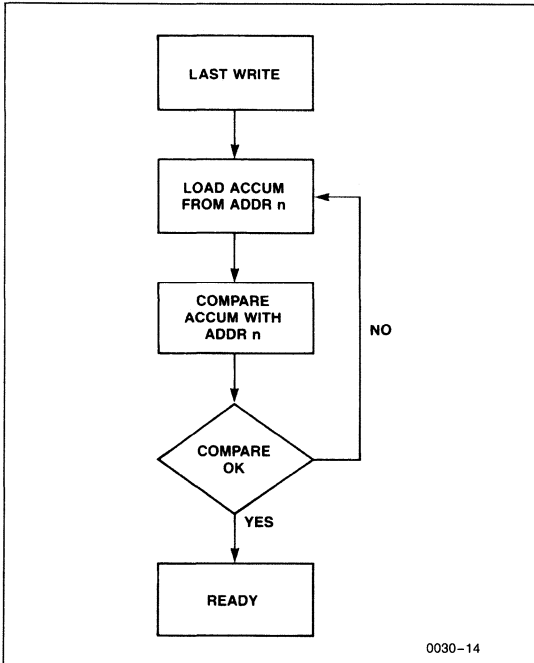 LAST WRITE
LOAD ACCUM
FROM ADDR n
COMPARE
ACCUM WITH
ADDR n
NO
COMPARE
OK
YES
READY
0030–14